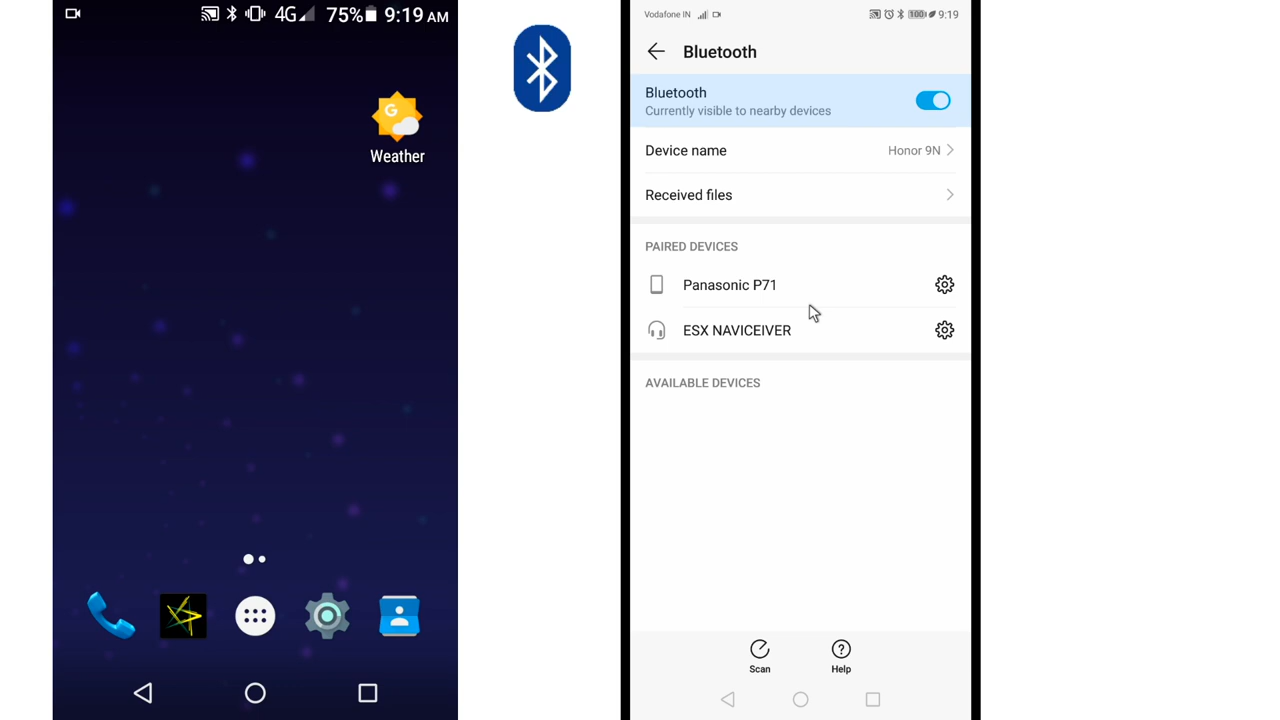 4G 75% 9:19 AM
G
Weather
Vodafone IN 100 9:19
Bluetooth
Bluetooth
Currently visible to nearby devices
Device name Honor 9N
Received files
PAIRED DEVICES
Panasonic P71
ESX NAVICEIVER
AVAILABLE DEVICES
Scan Help